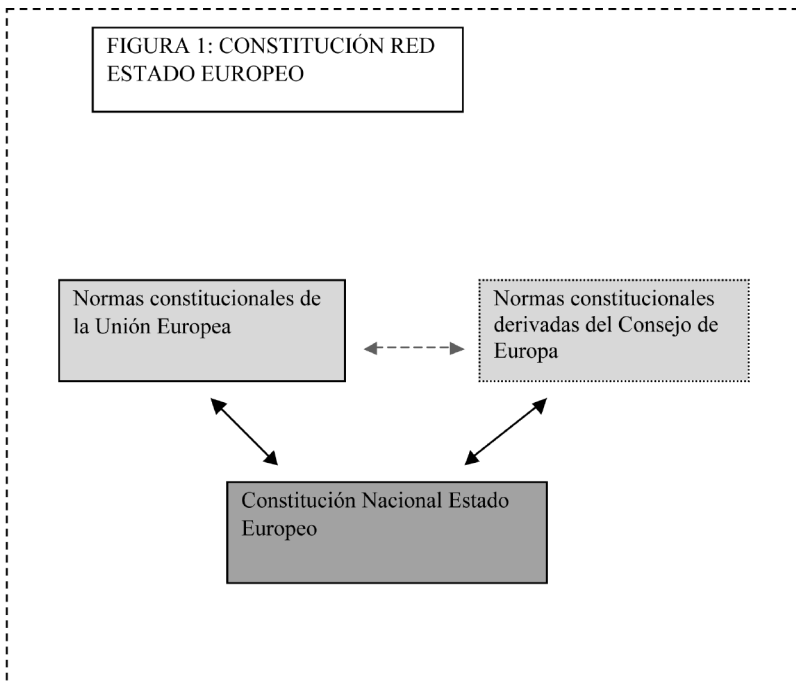 FIGURA 1: CONSTITUCIÓN RED
ESTADO EUROPEO
Normas constitucionales de
la Unión Europea
Normas constitucionales
derivadas del Consejo de
Europa
Constitución Nacional Estado
Europeo